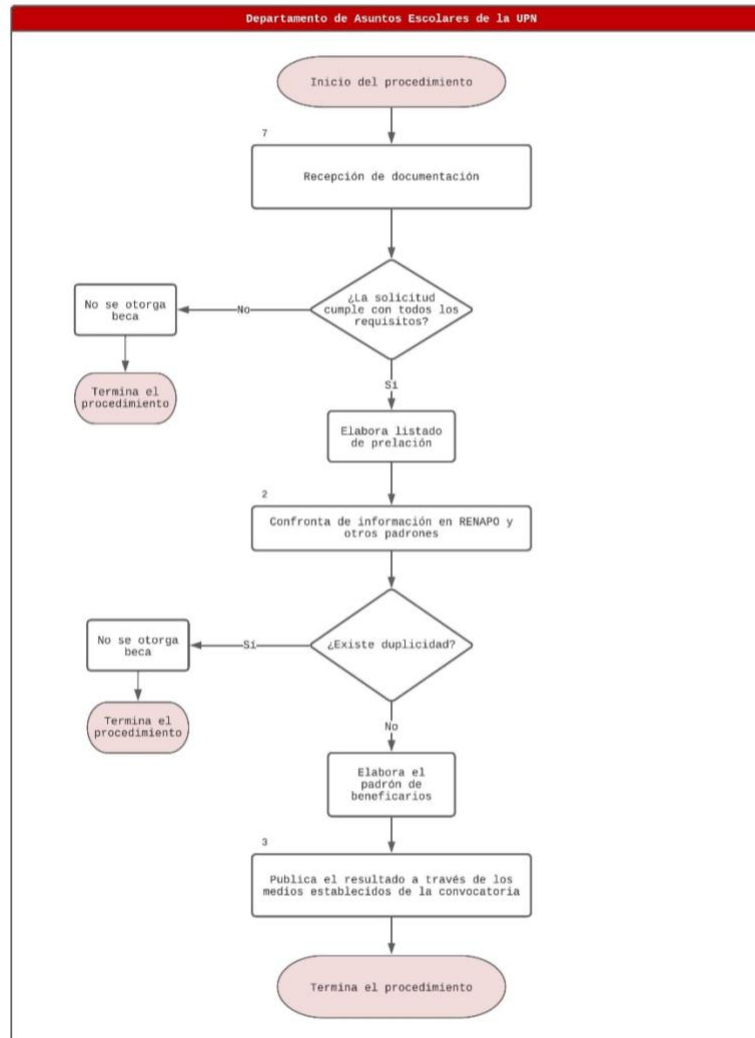 Departamento de Asuntos Escolares de la UPN
Inicio del procedimiento
7
Recepción de documentación
¿La solicitud
cumple con todos los
requisitos?
No
No se otorga
beca
Termina el
procedimiento
Sí
Elabora listado
de prelación
2
Confronta de información en RENAPO y
otros padrones
¿Existe duplicidad?
Sí
No se otorga
beca
Termina el
procedimiento
No
Elabora el
padrón de
beneficarios
3
Publica el resultado a través de los
medios establecidos de la convocatoria
Termina el procedimiento